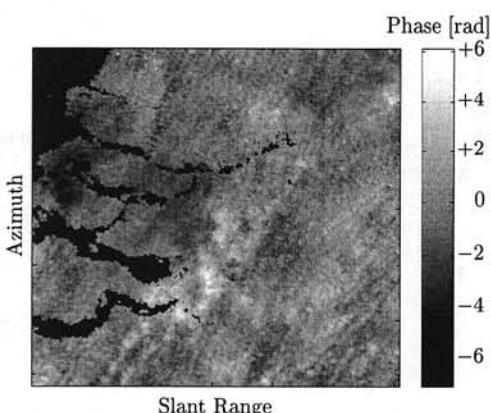 Phase [rad]
+6
+4
+2
0
−2
−4
−6
Azimuth
Slant Range